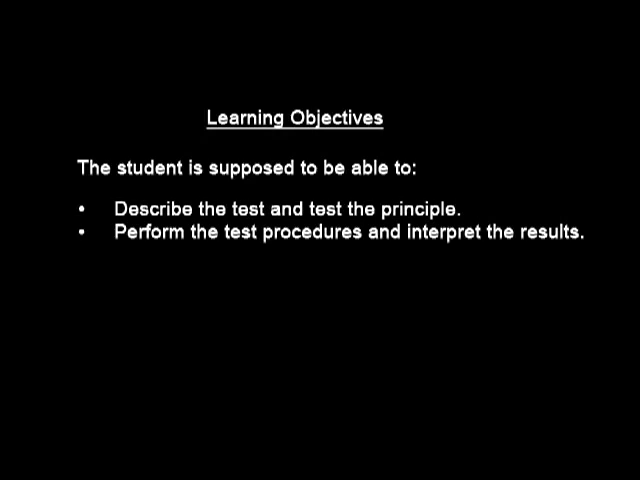 Learning Objectives
The student is supposed to be able to:
• Describe the test and test the principle.
• Perform the test procedures and interpret the results.